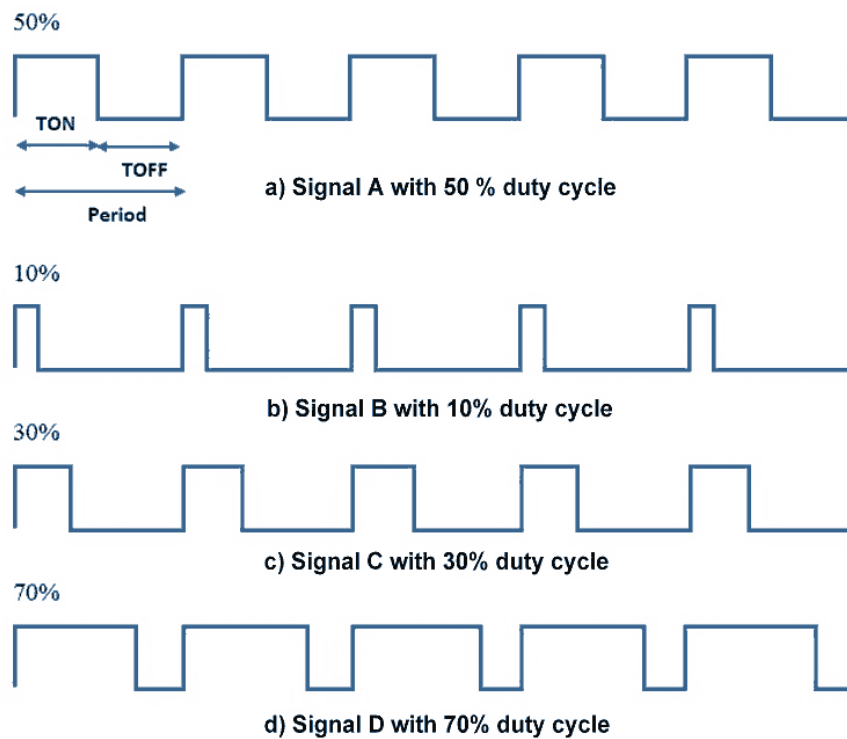 50%
TON
TOFF
a) Signal A with 50 % duty cycle
Period
10%
b) Signal B with 10% duty cycle
30%
c) Signal C with 30% duty cycle
70%
d) Signal D with 70% duty cycle